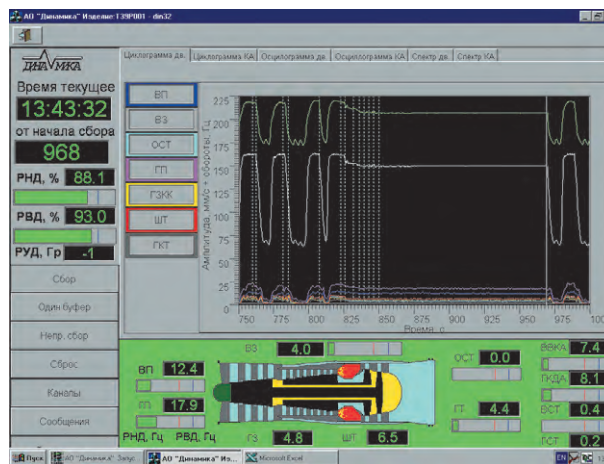 АО "Динамика" Изделие:Т39Р001 - din32
ДИНАМИКА
Время текущее
13:43:32
от начала сбора
968
РНД, % 88.1
РВД, % 93.0
РУД, Гр -1
Сбор
Один буфер
Непр. сбор
Сброс
Каналы
Сообщения
Циклограмма дв. Циклограмма КА Осциллограмма дв. Осциллограмма КА Спектр дв. Спектр КА
ВП
ВЗ
ОСТ
ГП
ГЗКК
ШТ
ГКТ
Амплитуда, мм/с + обороты, Гц
225
200
175
150
125
100
75
50
25
0
750 775 800 825 850 875 900 925 950 975 1000
Время, с
ВЗ 4.0
ВП 12.4
ГП 17.9
РНД, Гц РВД, Гц
ГЗ 4.8
ШТ 6.5
ОСТ 0.0
ГТ 4.4
ВВКА 7.4
ГКДА 8.1
ВСТ 0.4
ГСТ 0.2
Пуск АО "Динамика" Запус... АО "Динамика" Из... Microsoft Excel EN